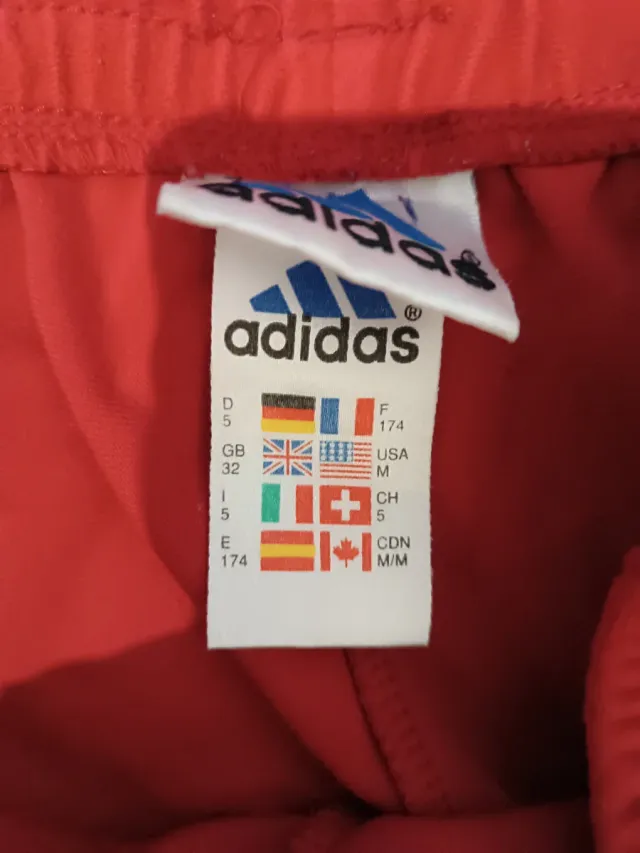 adidas®
adidas®
D
5
F
174
GB
32
USA
M
I
5
CH
5
E
174
CDN
M/M